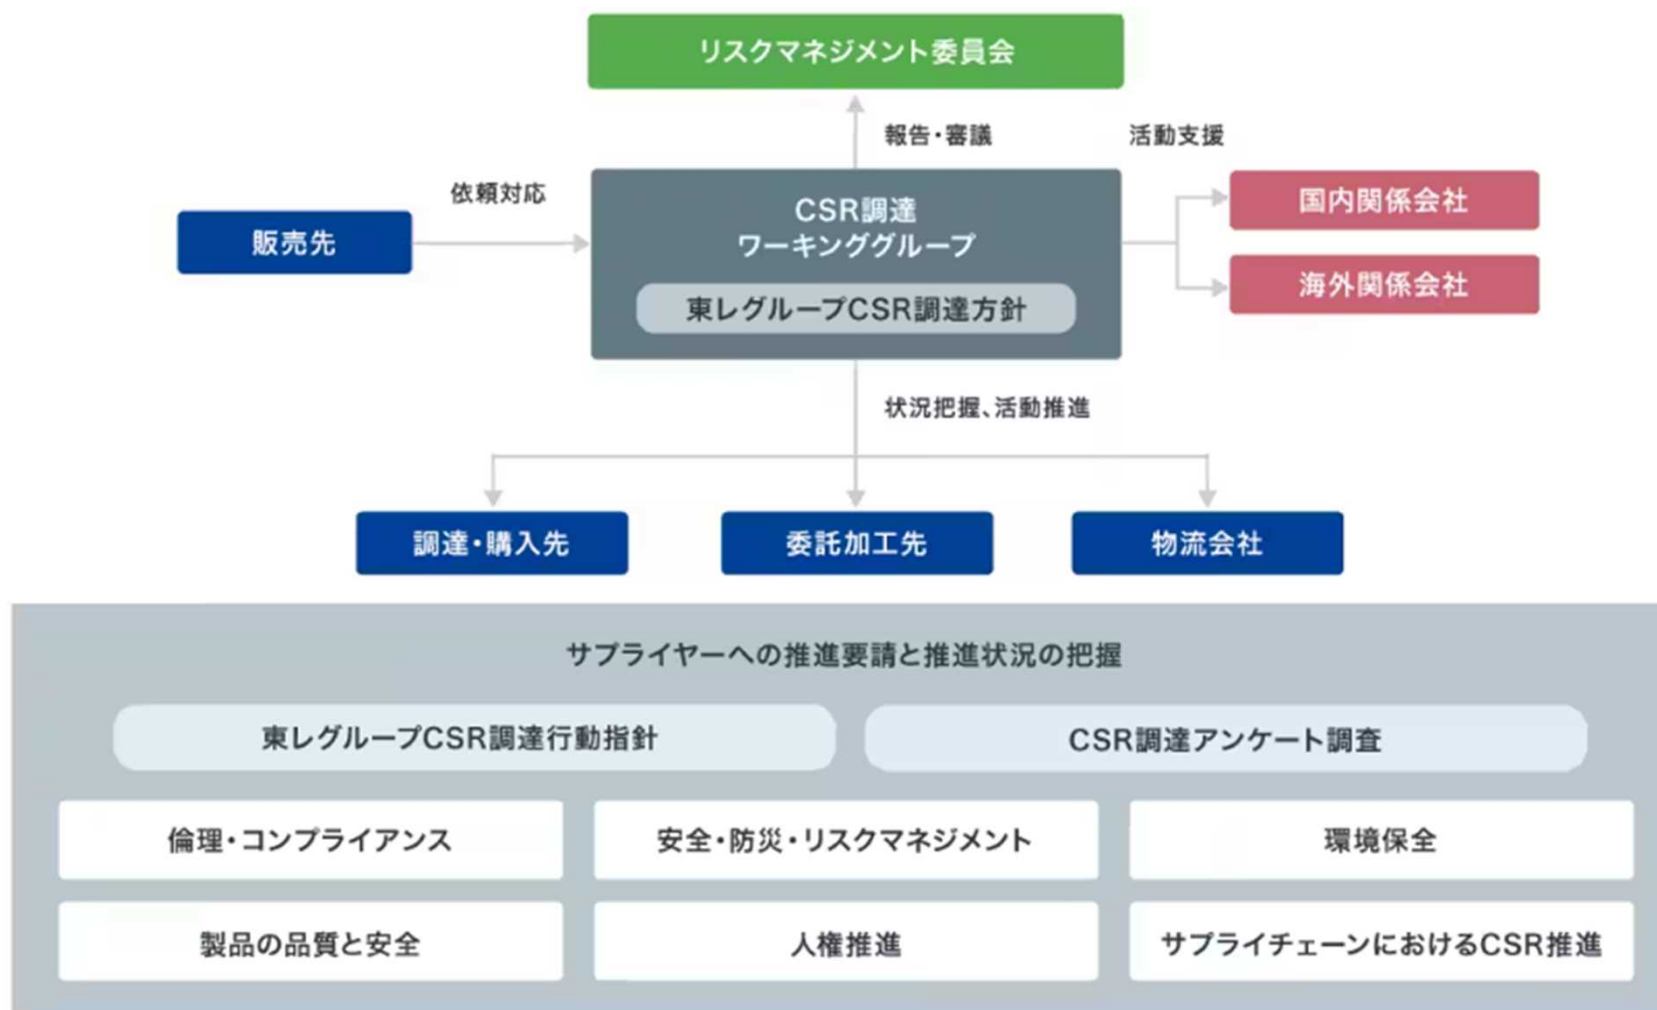 リスクマネジメント委員会
報告・審議
活動支援
依頼対応
販売先
CSR調達
ワーキンググループ
東レグループCSR調達方針
国内関係会社
海外関係会社
状況把握、活動推進
調達・購入先
委託加工先
物流会社
サプライヤーへの推進要請と推進状況の把握
東レグループCSR調達行動指針
CSR調達アンケート調査
倫理・コンプライアンス
安全・防災・リスクマネジメント
環境保全
製品の品質と安全
人権推進
サプライチェーンにおけるCSR推進